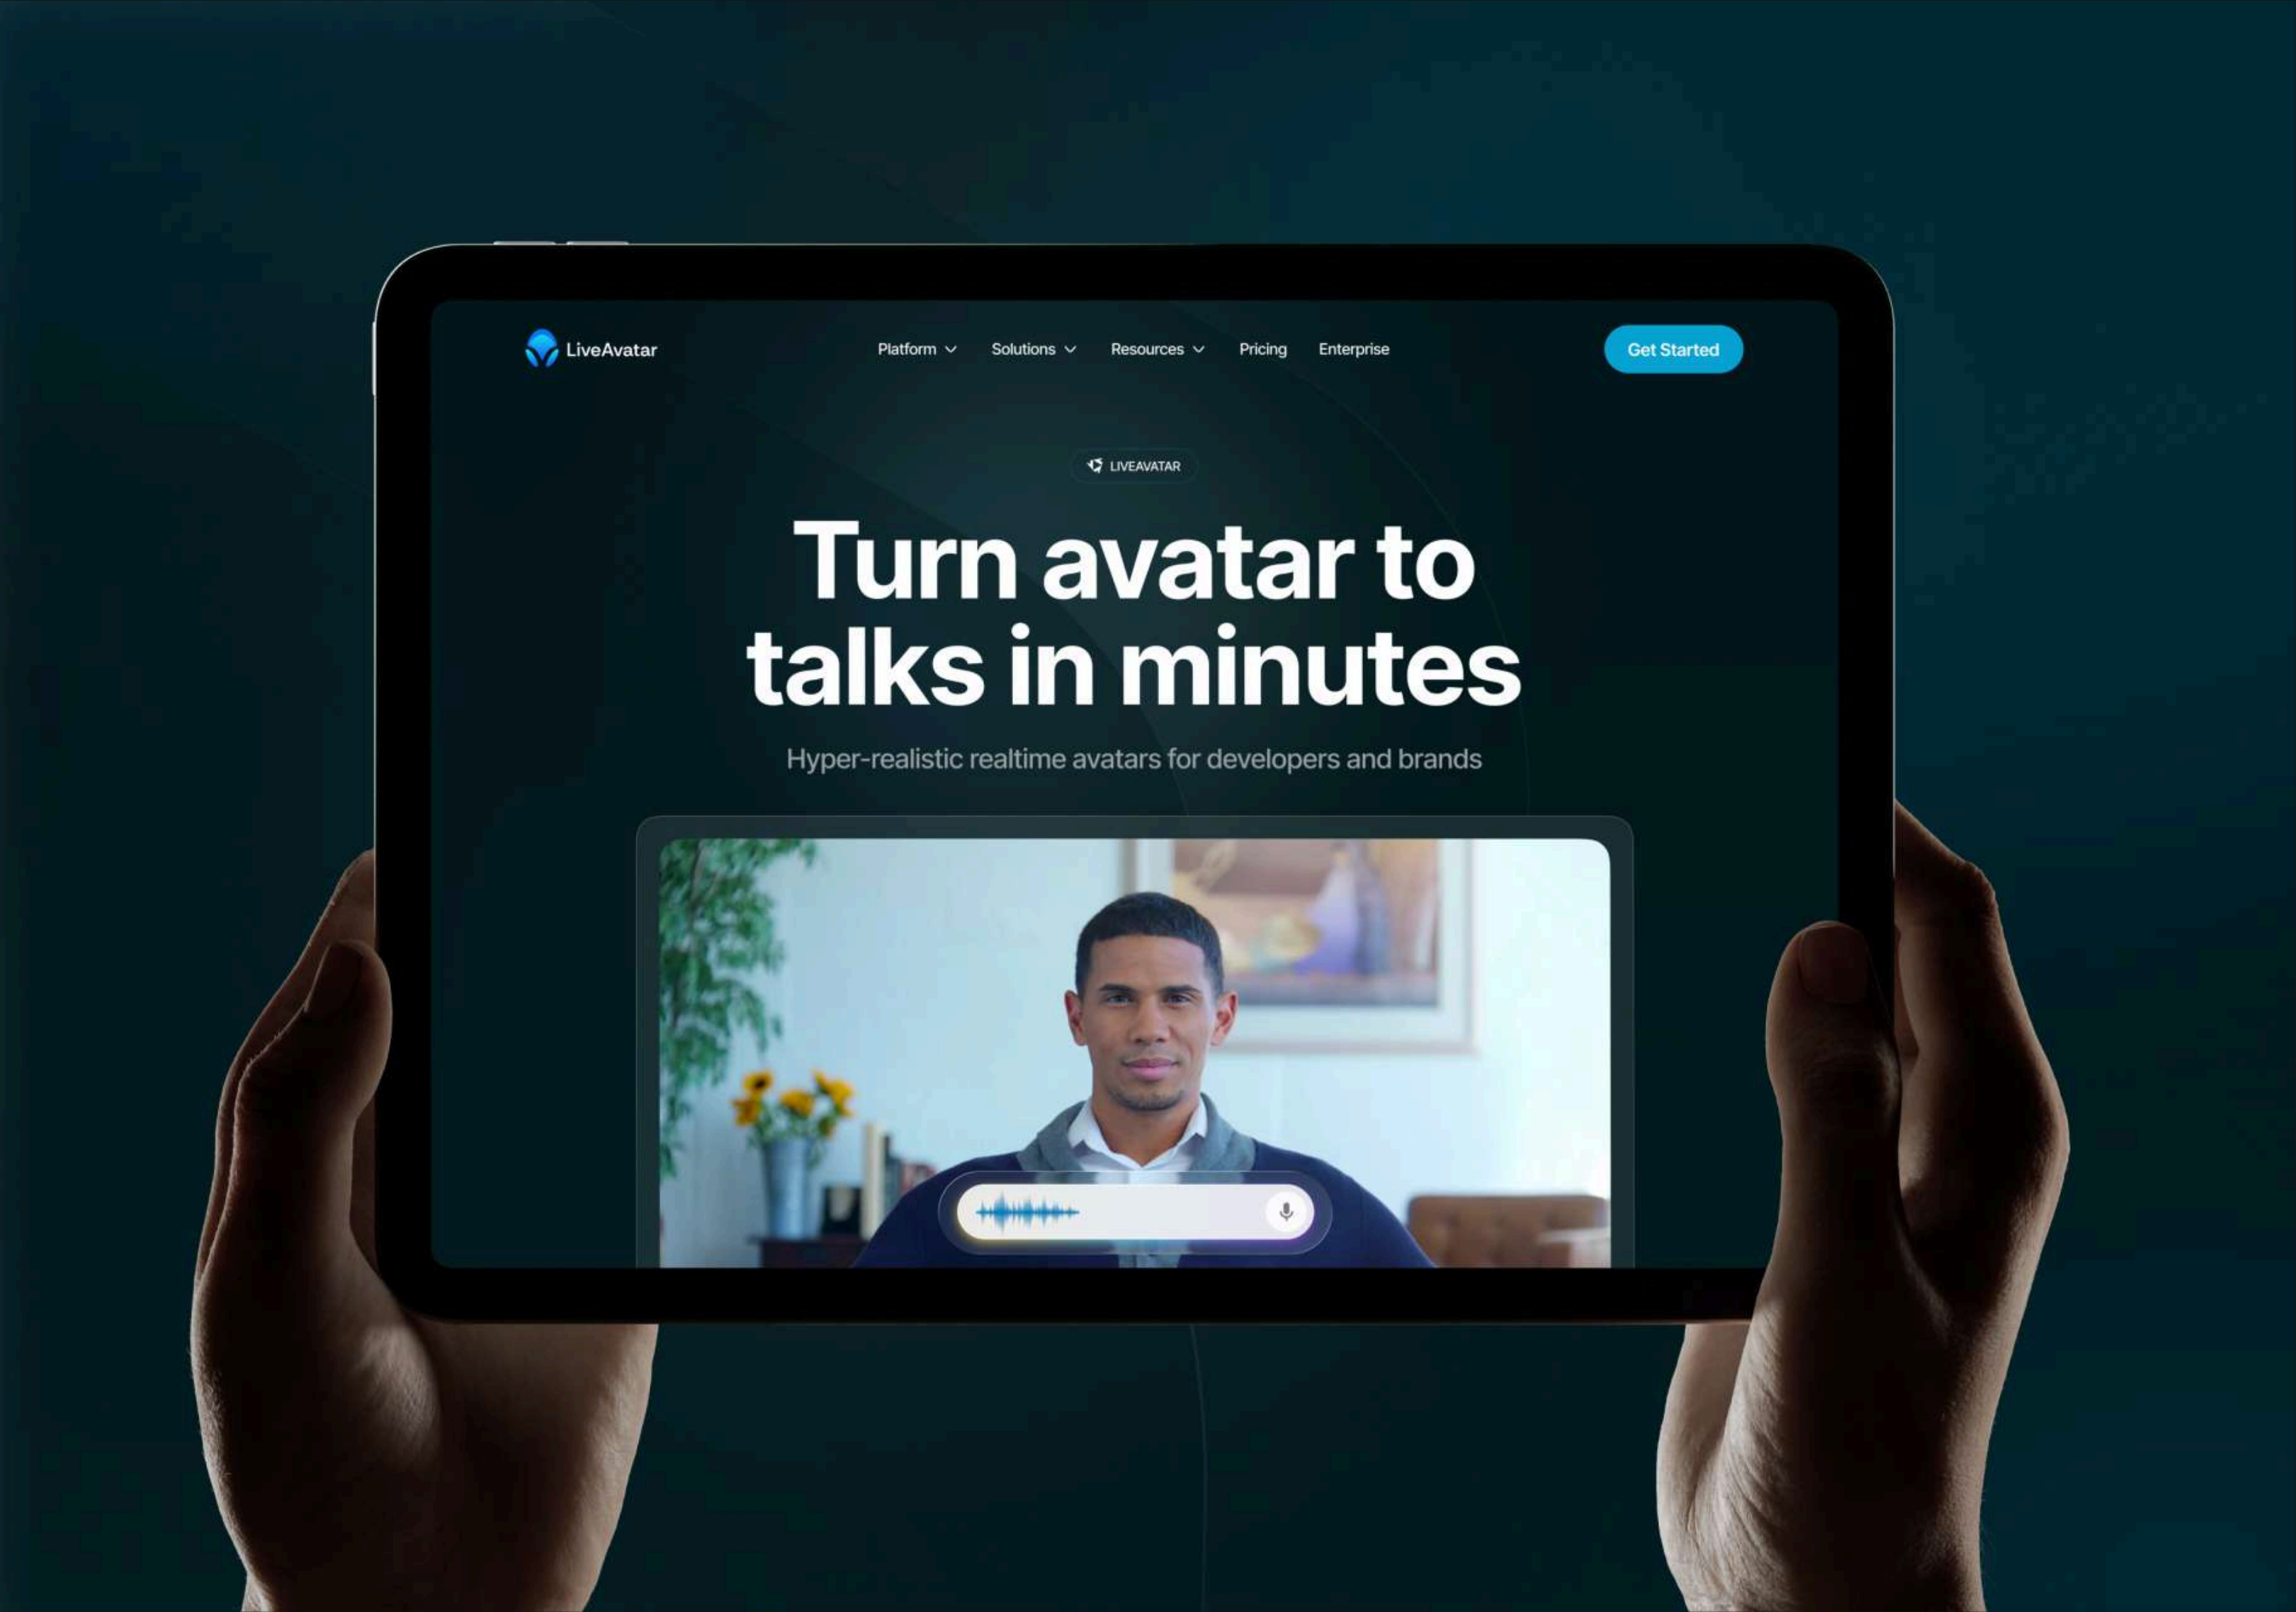 LiveAvatar
Platform
Solutions
Resources
Pricing
Enterprise
Get Started
LIVEAVATAR
Turn avatar to
talks in minutes
Hyper-realistic realtime avatars for developers and brands